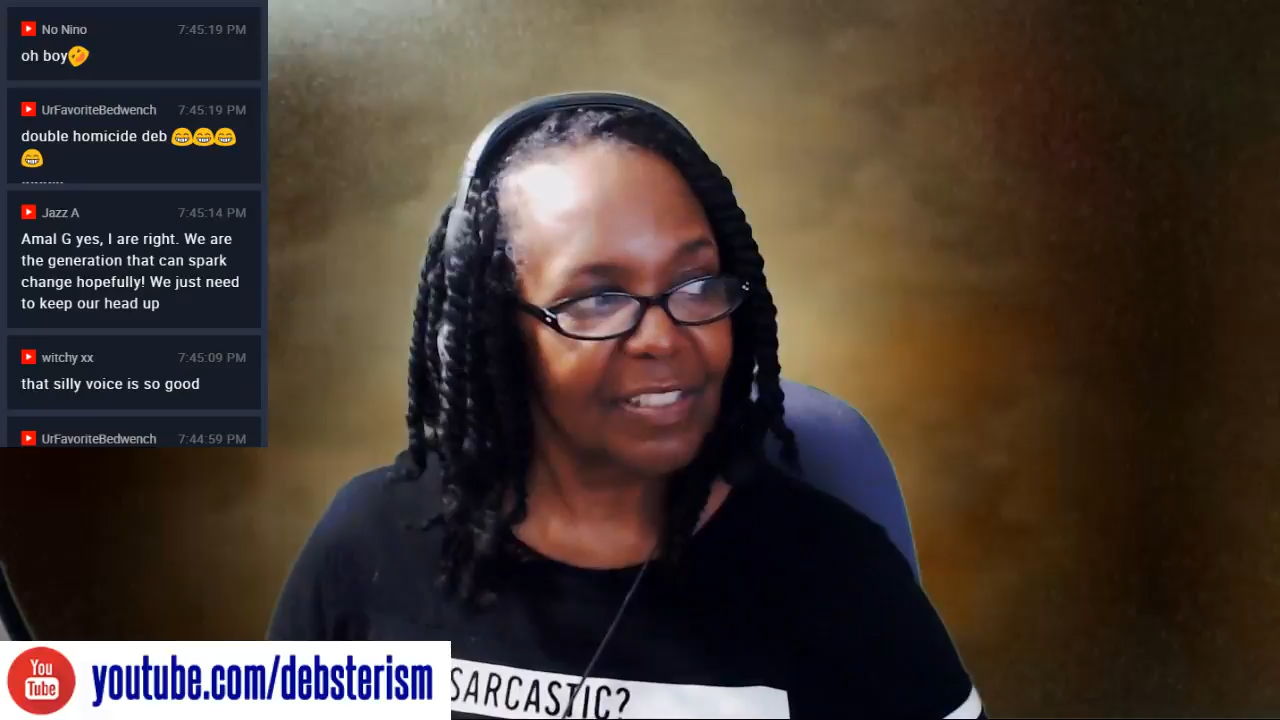 No Nino 7:45:19 PM
oh boy🤣
UrFavoriteBedwench 7:45:19 PM
double homicide deb 😂😂😂
😂
Jazz A 7:45:14 PM
Amal G yes, I are right. We are
the generation that can spark
change hopefully! We just need
to keep our head up
witchy xx 7:45:09 PM
that silly voice is so good
UrFavoriteBedwench 7:44:59 PM
You
Tube
youtube.com/debsterism
SARCASTIC?